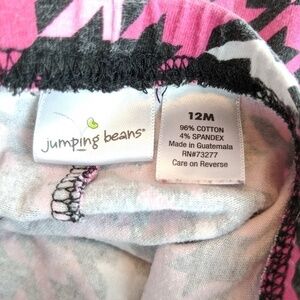 jumping beans®
12M
96% COTTON
4% SPANDEX
Made in Guatemala
RN#73277
Care on Reverse